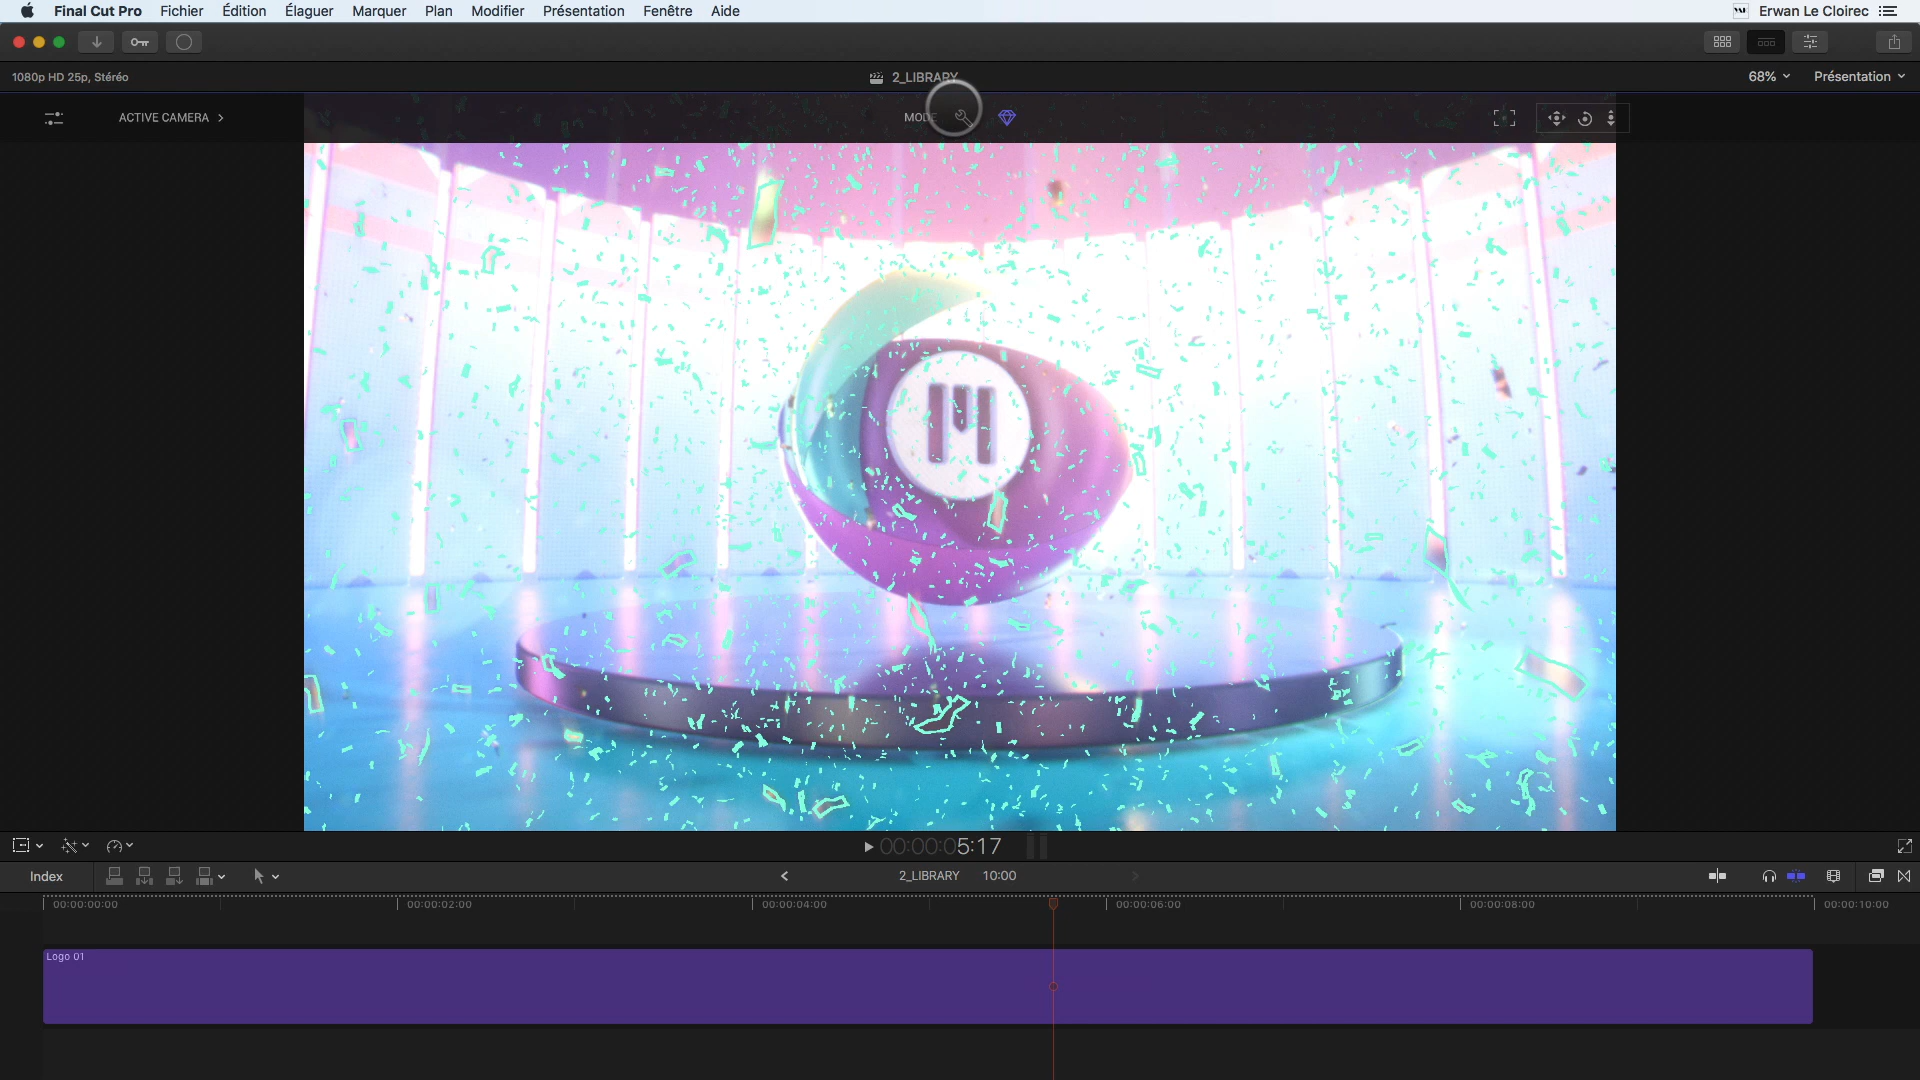 Final Cut Pro Fichier Édition Élaguer Marquer Plan Modifier Présentation Fenêtre Aide Erwan Le Cloirec
1080p HD 25p, Stéréo 2_LIBRARY 68% Présentation
ACTIVE CAMERA MODE
00:00:05:17
Index 2_LIBRARY 10:00
00:00:00:00 00:00:02:00 00:00:04:00 00:00:06:00 00:00:08:00 00:00:10:00
Logo 01